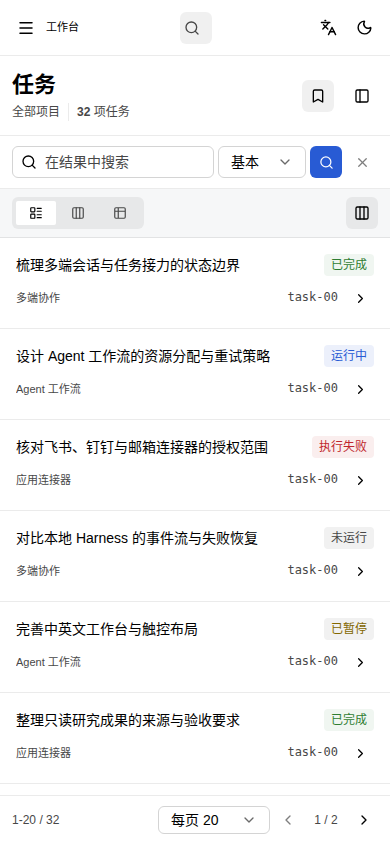 工作台
任务
全部项目 32 项任务
在结果中搜索 基本
梳理多端会话与任务接力的状态边界 已完成
多端协作 task-00
设计 Agent 工作流的资源分配与重试策略 运行中
Agent 工作流 task-00
核对飞书、钉钉与邮箱连接器的授权范围 执行失败
应用连接器 task-00
对比本地 Harness 的事件流与失败恢复 未运行
多端协作 task-00
完善中英文工作台与触控布局 已暂停
Agent 工作流 task-00
整理只读研究成果的来源与验收要求 已完成
应用连接器 task-00
1-20 / 32 每页 20 1 / 2